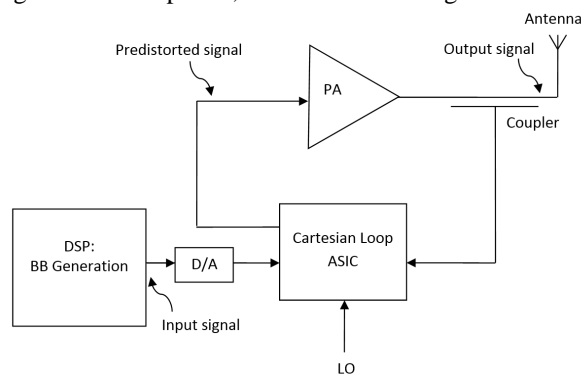 Antenna
Predistorted signal
Output signal
PA
Coupler
DSP:
BB Generation
D/A
Cartesian Loop
ASIC
Input signal
LO